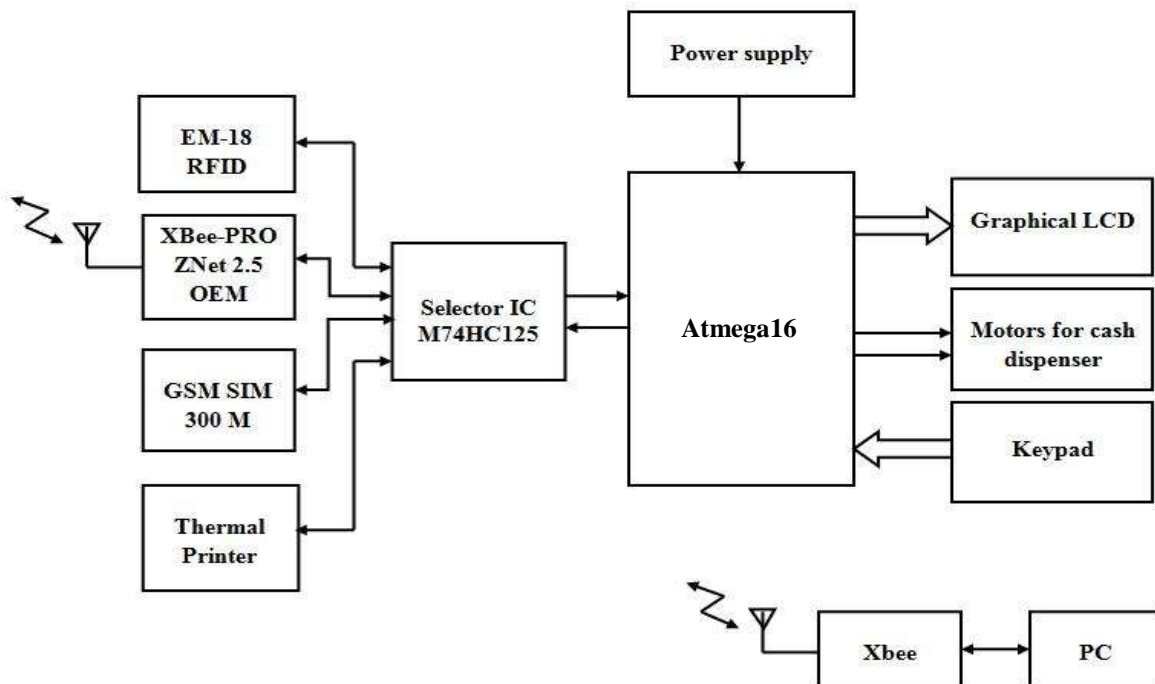 Power supply
EM-18
RFID
XBee-PRO
ZNet 2.5
OEM
GSM SIM
300 M
Thermal
Printer
Selector IC
M74HC125
Atmega16
Graphical LCD
Motors for cash
dispenser
Keypad
Xbee
PC